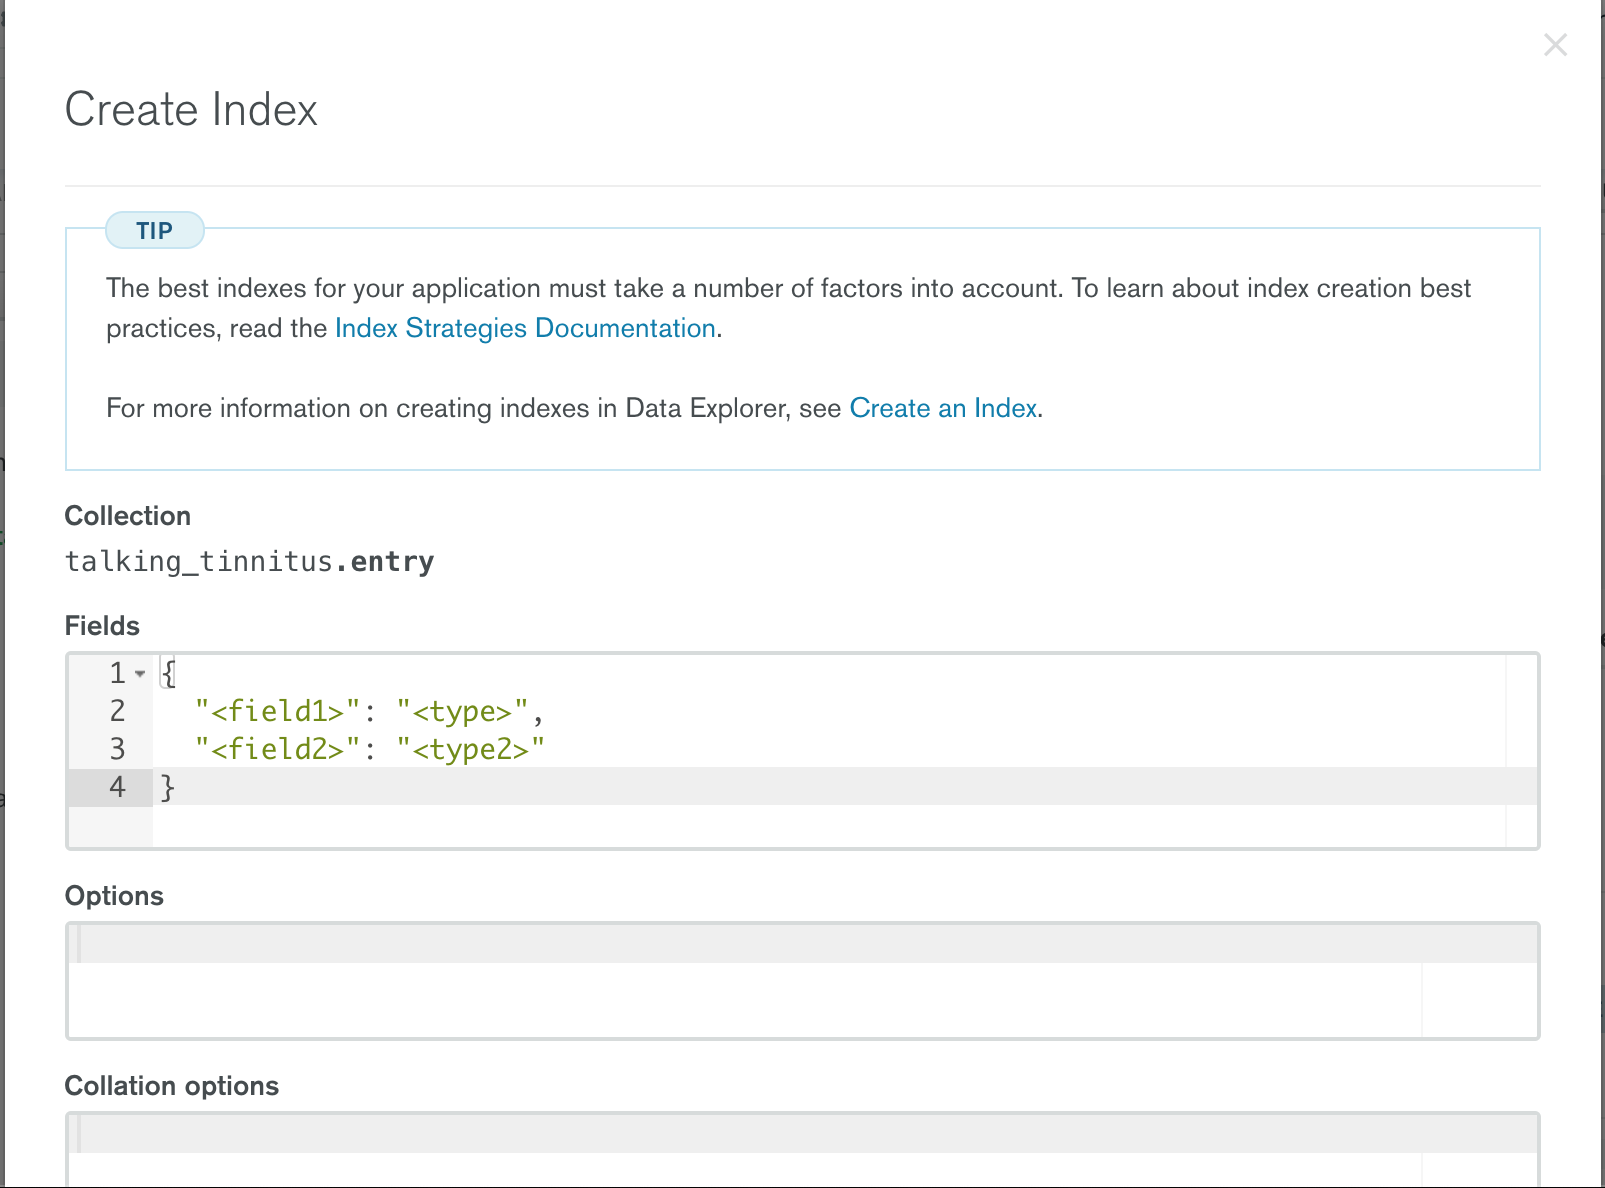 Create Index
TIP
The best indexes for your application must take a number of factors into account. To learn about index creation best
practices, read the Index Strategies Documentation.
For more information on creating indexes in Data Explorer, see Create an Index.
Collection
talking_tinnitus.entry
Fields
1 {
2 "<field1>": "<type>",
3 "<field2>": "<type2>"
4 }
Options
Collation options